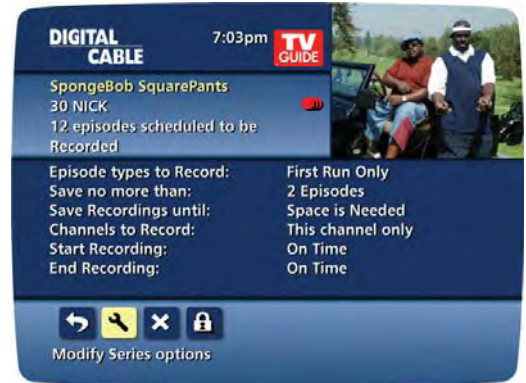 DIGITAL
CABLE
7:03pm
TV
GUIDE
SpongeBob SquarePants
30 NICK
12 episodes scheduled to be
Recorded
Episode types to Record: First Run Only
Save no more than: 2 Episodes
Save Recordings until: Space is Needed
Channels to Record: This channel only
Start Recording: On Time
End Recording: On Time
Modify Series options